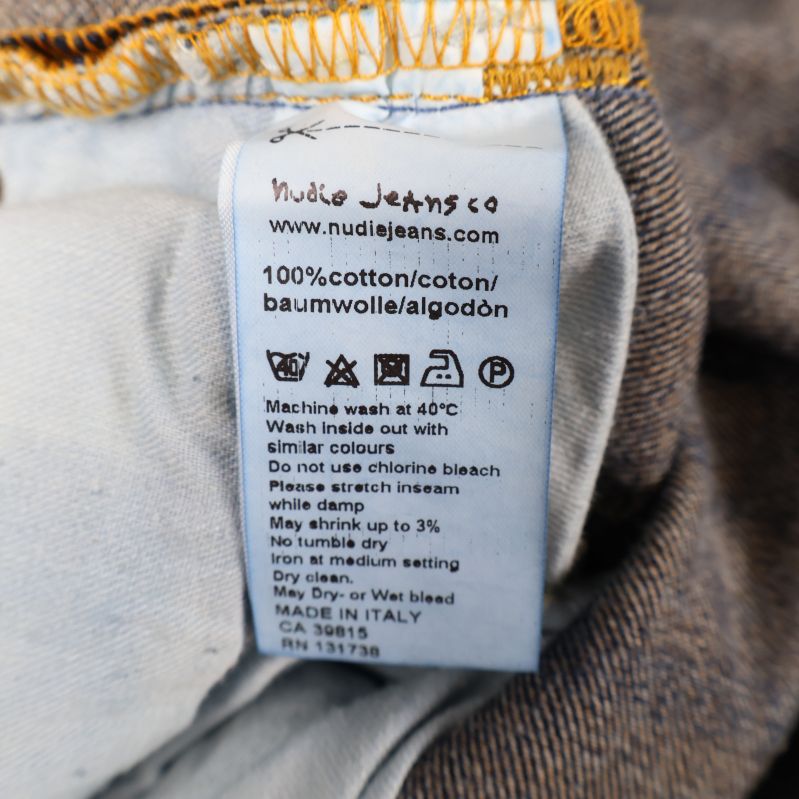 nudie Jeans co
www.nudiejeans.com
100%cotton/coton/
baumwolle/algodòn
40
P
Machine wash at 40°C
Wash inside out with
similar colours
Do not use chlorine bleach
Please stretch inseam
while damp
May shrink up to 3%
No tumble dry
Iron at medium setting
Dry clean.
May Dry- or Wet bleed
MADE IN ITALY
CA 39815
RN 131738